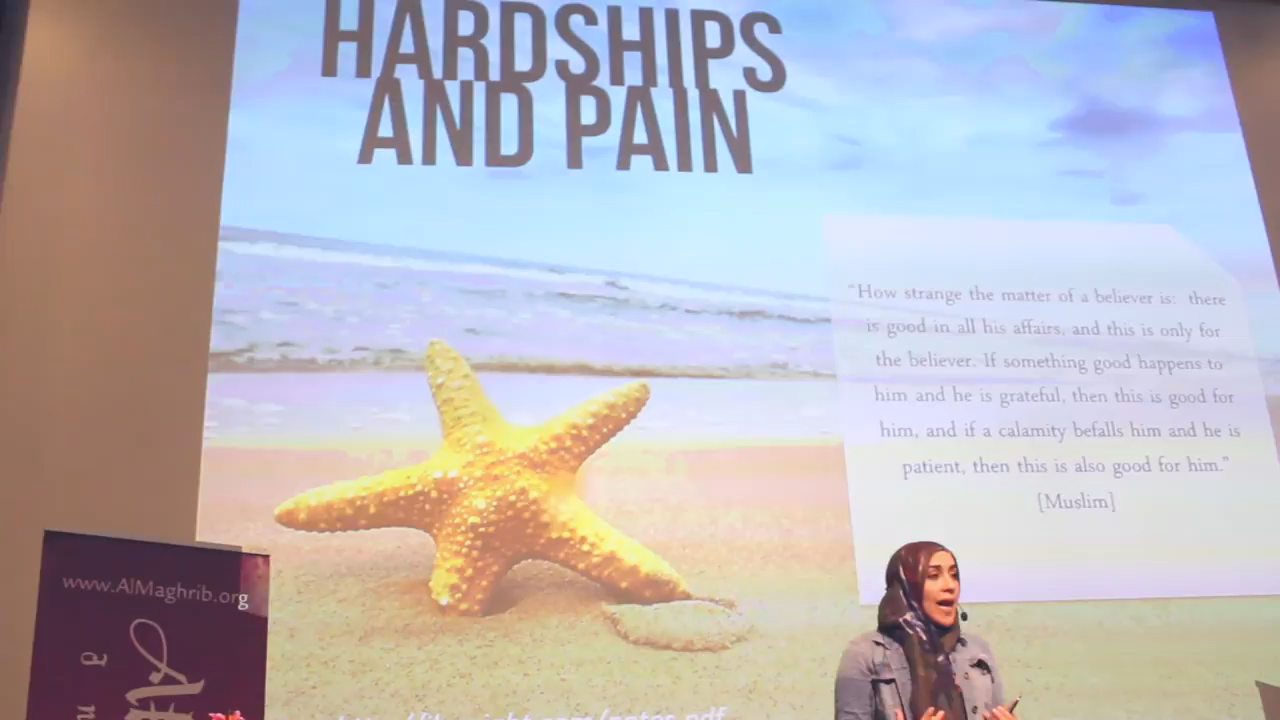 HARDSHIPS
AND PAIN
“How strange the matter of a believer is: there
is good in all his affairs, and this is only for
the believer. If something good happens to
him and he is grateful, then this is good for
him, and if a calamity befalls him and he is
patient, then this is also good for him.”
[Muslim]
www.AlMaghrib.org